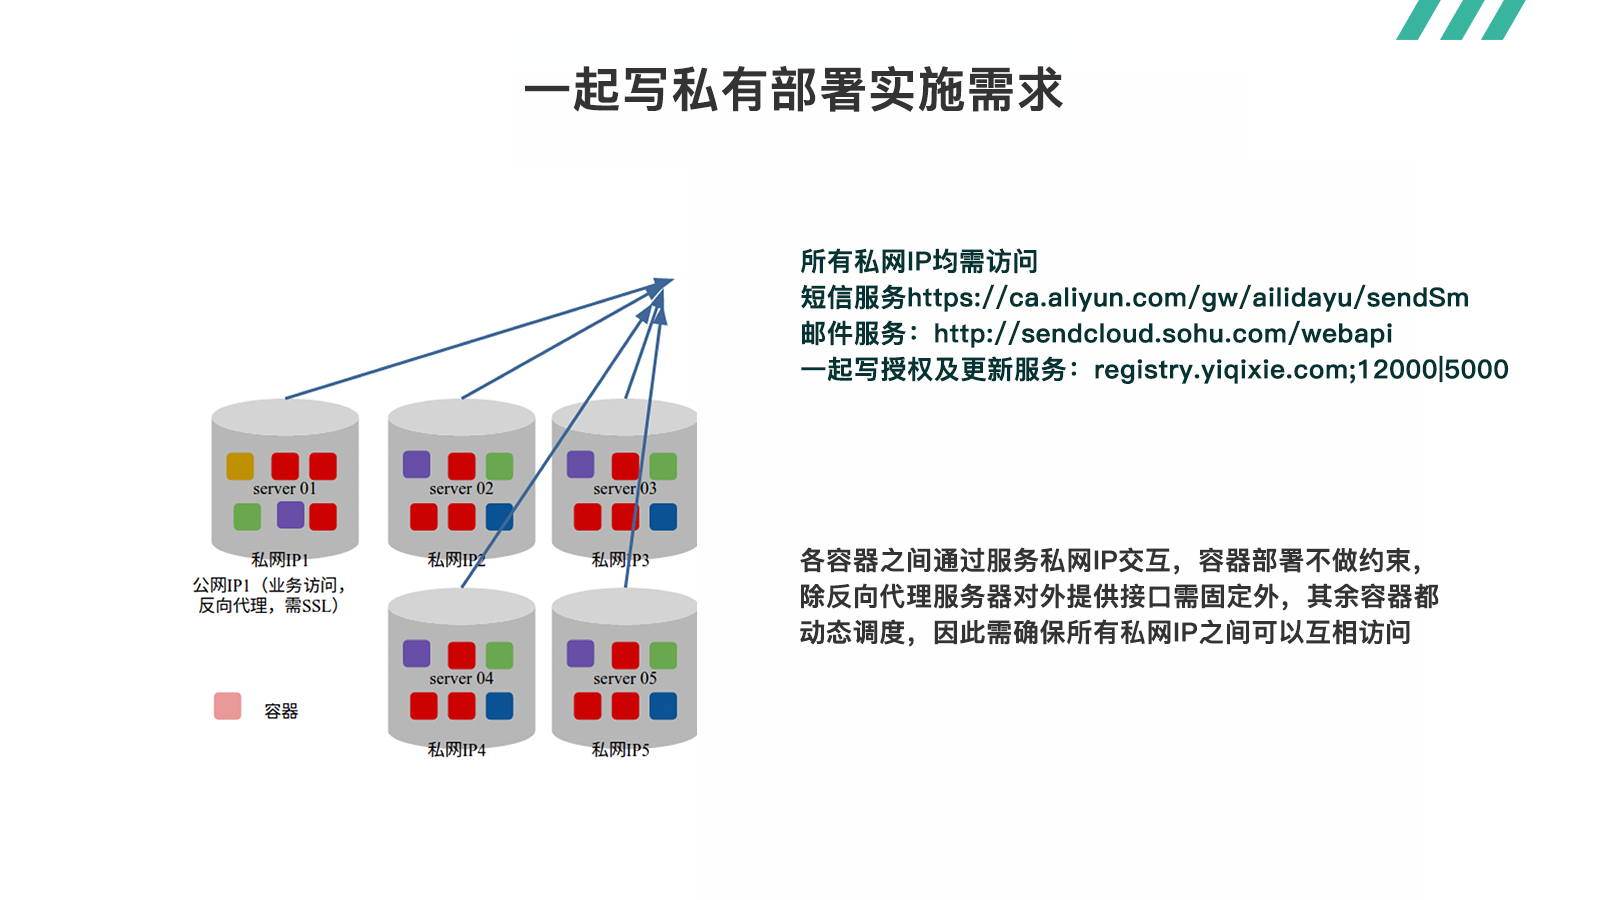 一起写私有部署实施需求
所有私网IP均需访问
短信服务https://ca.aliyun.com/gw/ailidayu/sendSm
邮件服务：http://sendcloud.sohu.com/webapi
一起写授权及更新服务：registry.yiqixie.com;12000|5000
server 01
server 02
server 03
私网IP1
私网IP2
私网IP3
公网IP1（业务访问，
反向代理，需SSL）
各容器之间通过服务私网IP交互，容器部署不做约束，
除反向代理服务器对外提供接口需固定外，其余容器都
动态调度，因此需确保所有私网IP之间可以互相访问
server 04
server 05
容器
私网IP4
私网IP5